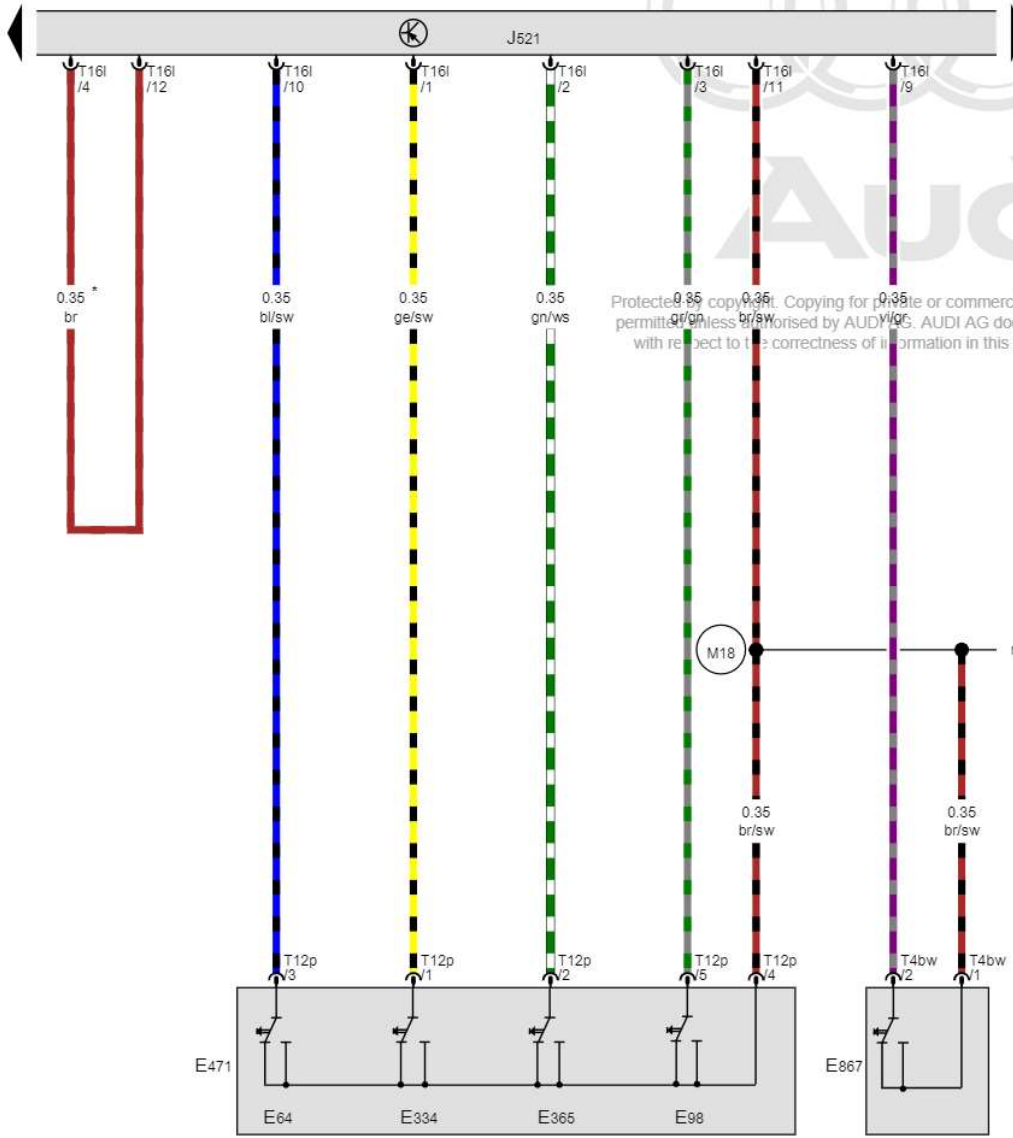 J521
T16l T16l T16l T16l T16l T16l T16l T16l
/4 /12 /10 /1 /2 /3 /11 /9
Audi
0.35 * 0.35 0.35 0.35 0.35 0.35 0.35
br bl/sw ge/sw gn/ws gr/gn br/sw vi/gr
Protected by copyright. Copying for private or commerc
permitted unless authorised by AUDI AG. AUDI AG doe
with respect to the correctness of information in this
M18
0.35 0.35
br/sw br/sw
T12p T12p T12p T12p T12p T4bw T4bw
/3 /1 /2 /5 /4 /2 /1
E471 E867
E64 E334 E365 E98